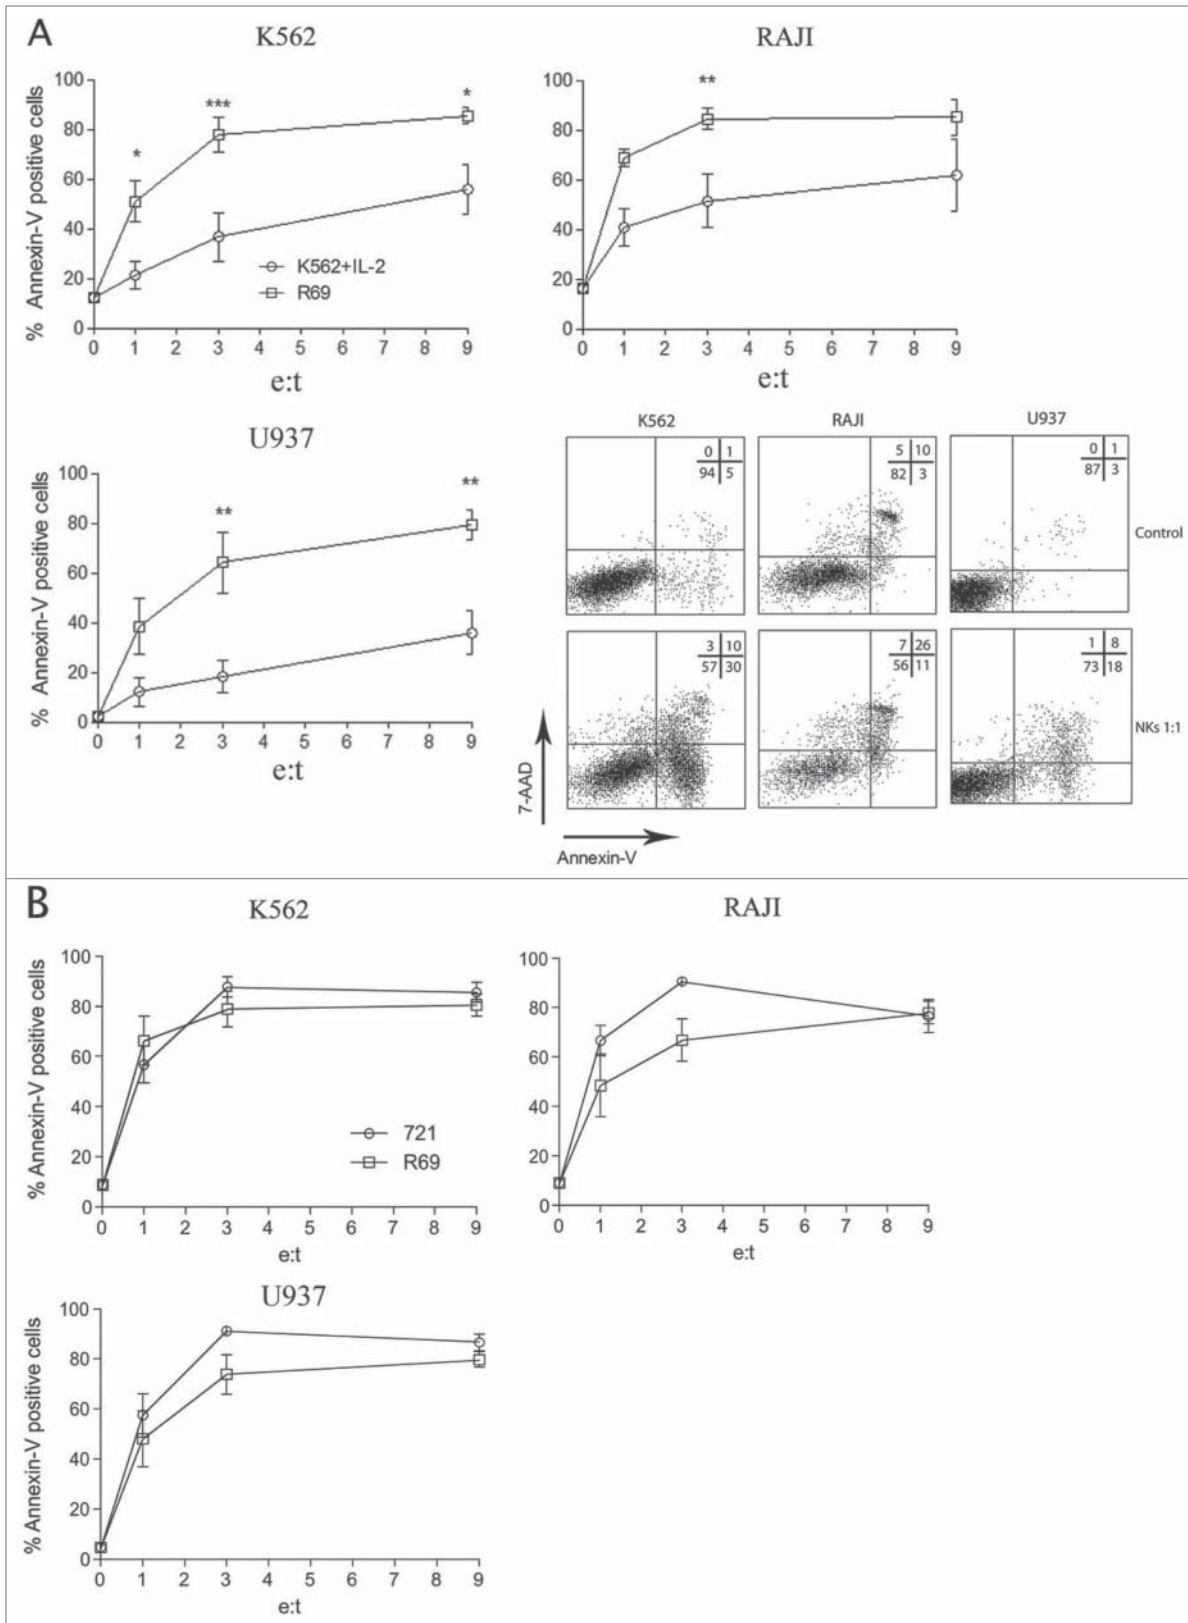 A
K562
RAJI
% Annexin-V positive cells
100
80
60
40
20
0
*
***
*
K562+IL-2
R69
0 1 2 3 4 5 6 7 8 9
e:t
100
80
60
40
20
0
**
0 1 2 3 4 5 6 7 8 9
e:t
U937
% Annexin-V positive cells
100
80
60
40
20
0
**
**
0 1 2 3 4 5 6 7 8 9
e:t
K562 RAJI U937
0 1
94 5
5 10
82 3
0 1
87 3
Control
3 10
57 30
7 26
56 11
1 8
73 18
NKs 1:1
7-AAD
Annexin-V
B
K562
RAJI
% Annexin-V positive cells
100
80
60
40
20
0
721
R69
0 1 2 3 4 5 6 7 8 9
e:t
100
80
60
40
20
0
0 1 2 3 4 5 6 7 8 9
e:t
U937
% Annexin-V positive cells
100
80
60
40
20
0
0 1 2 3 4 5 6 7 8 9
e:t